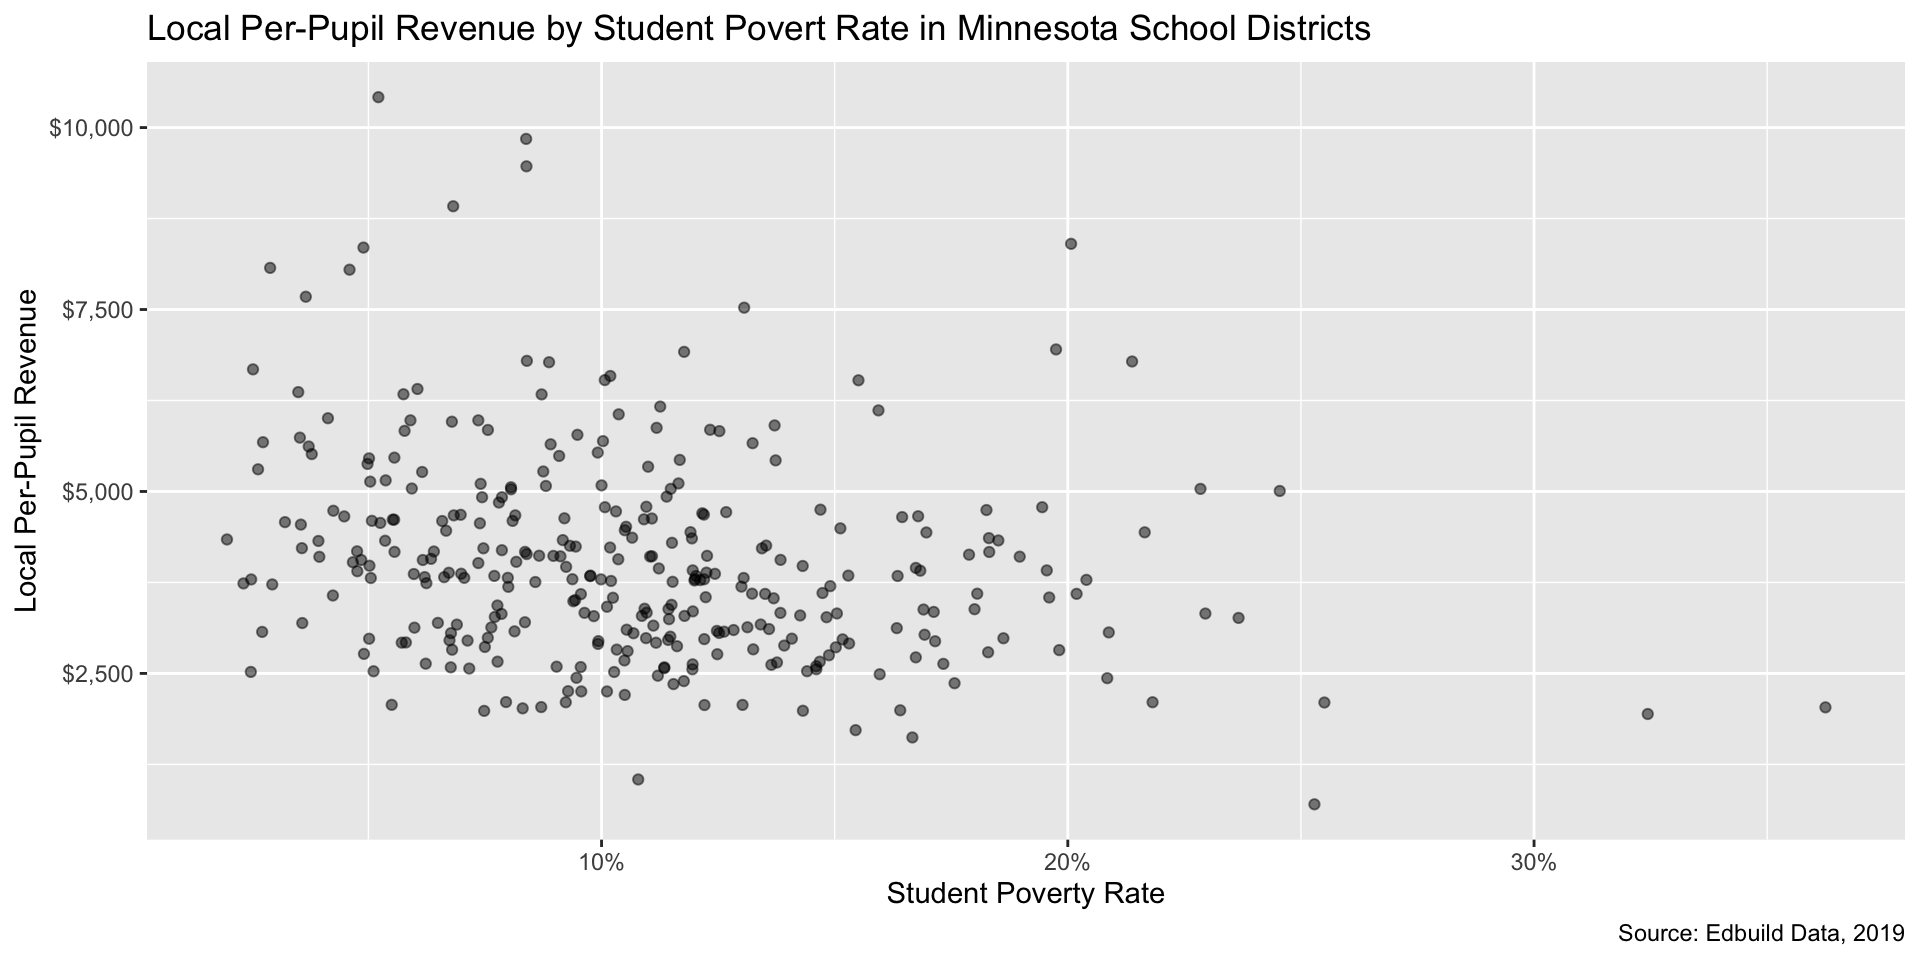 Local Per-Pupil Revenue by Student Povert Rate in Minnesota School Districts
Local Per-Pupil Revenue
$10,000
$7,500
$5,000
$2,500
10%
20%
30%
Student Poverty Rate
Source: Edbuild Data, 2019